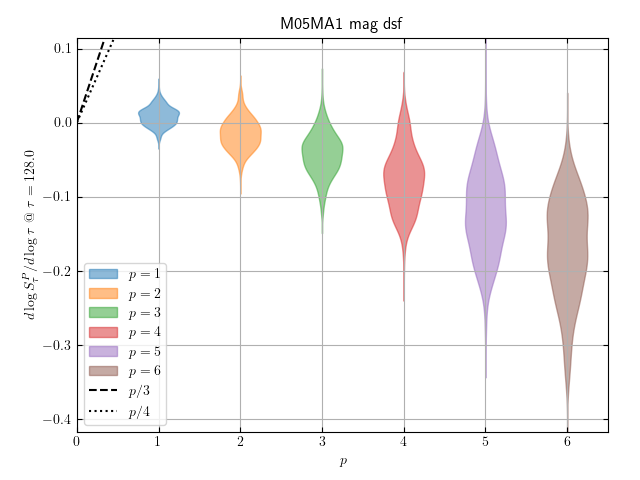 M05MA1 mag dsf
d log S_τ^P / d log τ @ τ = 128.0
0.1
0.0
−0.1
−0.2
−0.3
−0.4
p = 1
p = 2
p = 3
p = 4
p = 5
p = 6
p/3
p/4
0 1 2 3 4 5 6
p